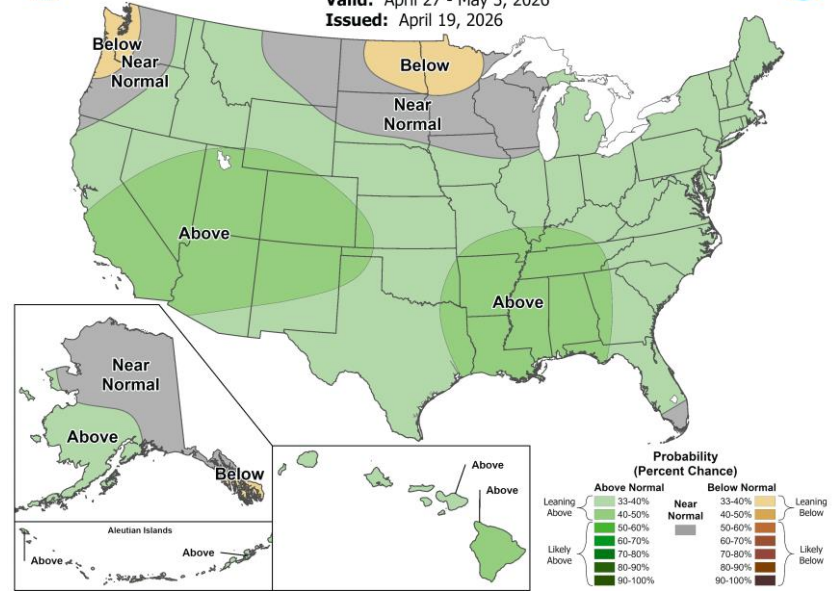 Valid: April 27 - May 3, 2026
Issued: April 19, 2026
Below
Near
Normal
Below
Near
Normal
Above
Above
Near
Normal
Above
Below
Aleutian Islands
Above
Above
Above
Above
Probability
(Percent Chance)
Above Normal
Below Normal
Leaning
Above
33-40%
40-50%
Near
Normal
33-40%
40-50%
Leaning
Below
Likely
Above
50-60%
60-70%
70-80%
80-90%
90-100%
50-60%
60-70%
70-80%
80-90%
90-100%
Likely
Below